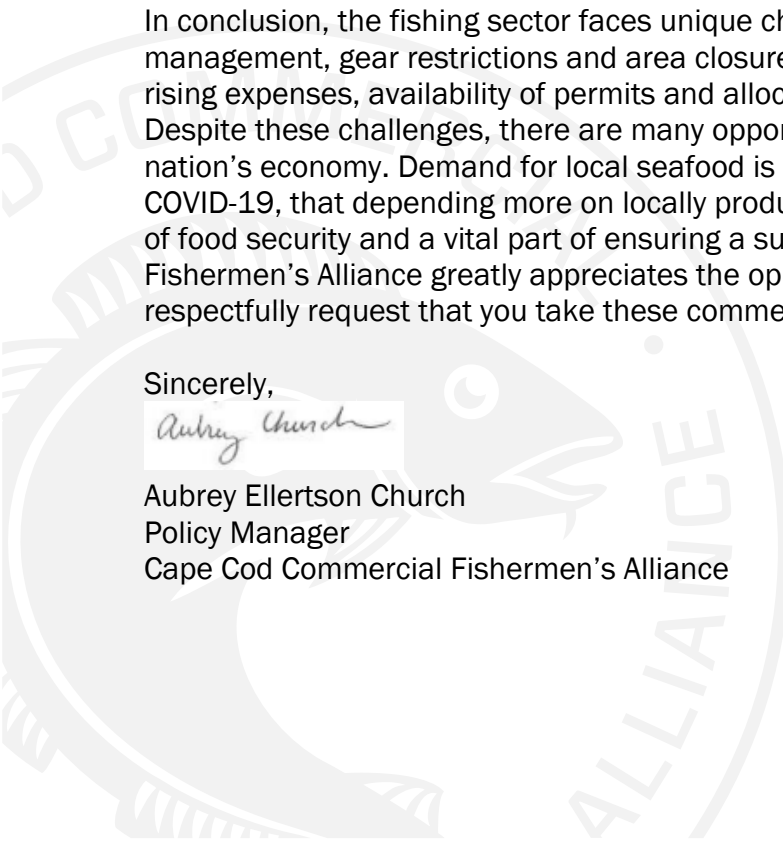 In conclusion, the fishing sector faces unique ch
management, gear restrictions and area closure
rising expenses, availability of permits and alloc
Despite these challenges, there are many oppor
nation’s economy. Demand for local seafood is
COVID-19, that depending more on locally produ
of food security and a vital part of ensuring a su
Fishermen’s Alliance greatly appreciates the op
respectfully request that you take these comme
Sincerely,
Aubrey Church
Aubrey Ellertson Church
Policy Manager
Cape Cod Commercial Fishermen’s Alliance
D COMMERCIAL
ALLIANCE